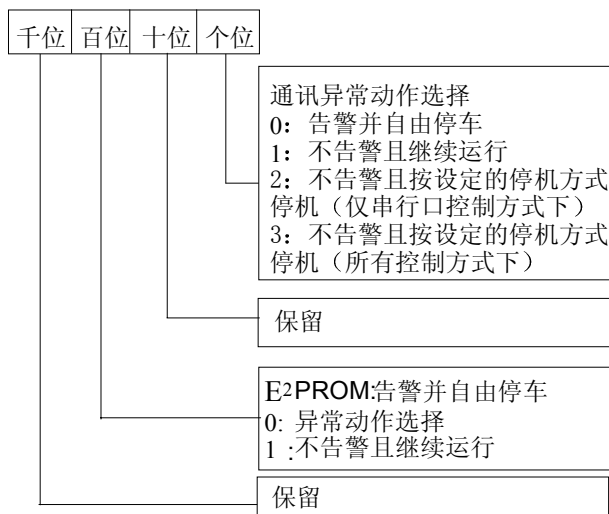 千位 百位 十位 个位
通讯异常动作选择
0：告警并自由停车
1：不告警且继续运行
2：不告警且按设定的停机方式
停机（仅串行口控制方式下）
3：不告警且按设定的停机方式
停机（所有控制方式下）
保留
E2PROM:告警并自由停车
0: 异常动作选择
1 :不告警且继续运行
保留